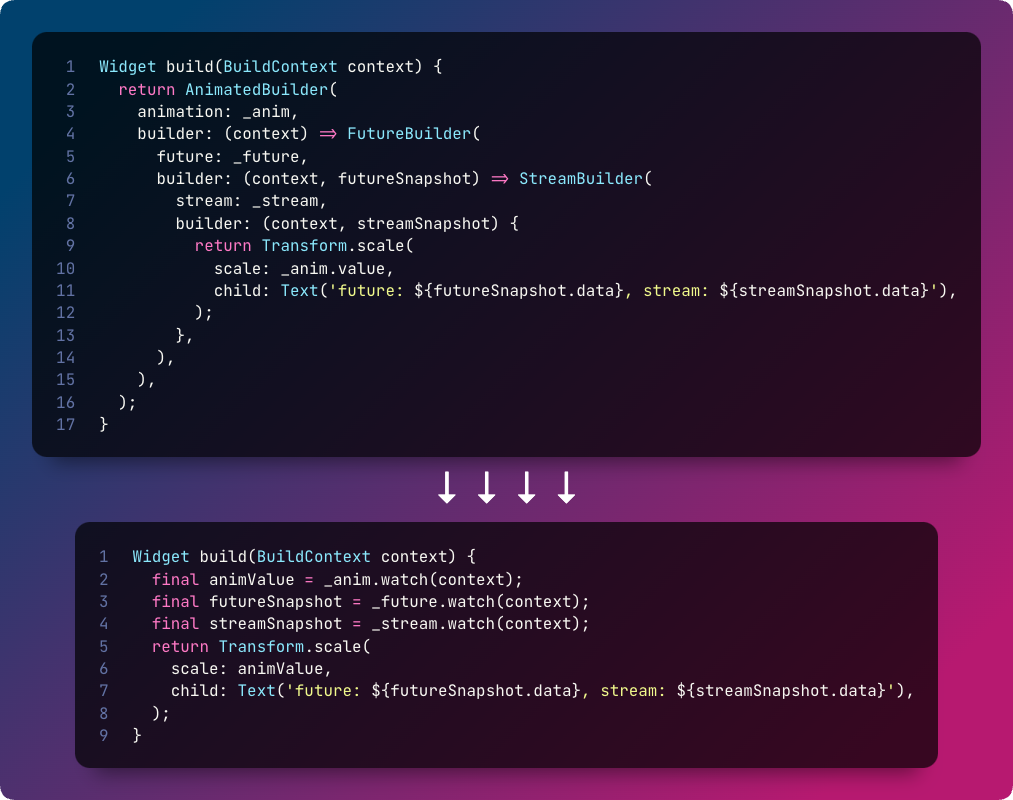 1 Widget build(BuildContext context) {
2   return AnimatedBuilder(
3     animation: _anim,
4     builder: (context) => FutureBuilder(
5       future: _future,
6       builder: (context, futureSnapshot) => StreamBuilder(
7         stream: _stream,
8         builder: (context, streamSnapshot) {
9           return Transform.scale(
10             scale: _anim.value,
11             child: Text('future: ${futureSnapshot.data}, stream: ${streamSnapshot.data}'),
12           );
13         },
14       ),
15     ),
16   );
17 }
↓ ↓ ↓ ↓
1 Widget build(BuildContext context) {
2   final animValue = _anim.watch(context);
3   final futureSnapshot = _future.watch(context);
4   final streamSnapshot = _stream.watch(context);
5   return Transform.scale(
6     scale: animValue,
7     child: Text('future: ${futureSnapshot.data}, stream: ${streamSnapshot.data}'),
8   );
9 }